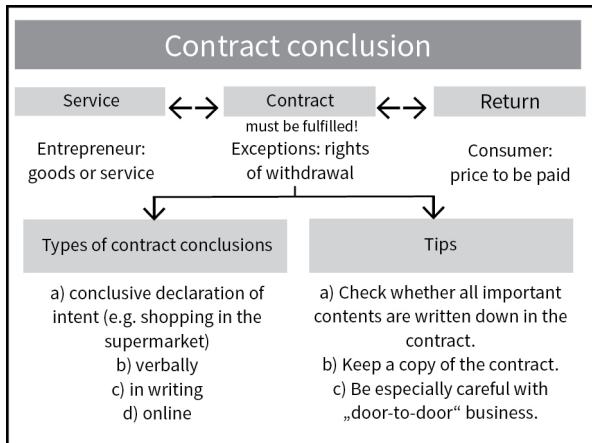 Contract conclusion
Service
Contract
Return
must be fulfilled!
Entrepreneur:
goods or service
Exceptions: rights
of withdrawal
Consumer:
price to be paid
Types of contract conclusions
a) conclusive declaration of
intent (e.g. shopping in the
supermarket)
b) verbally
c) in writing
d) online
Tips
a) Check whether all important
contents are written down in the
contract.
b) Keep a copy of the contract.
c) Be especially careful with
„door-to-door“ business.